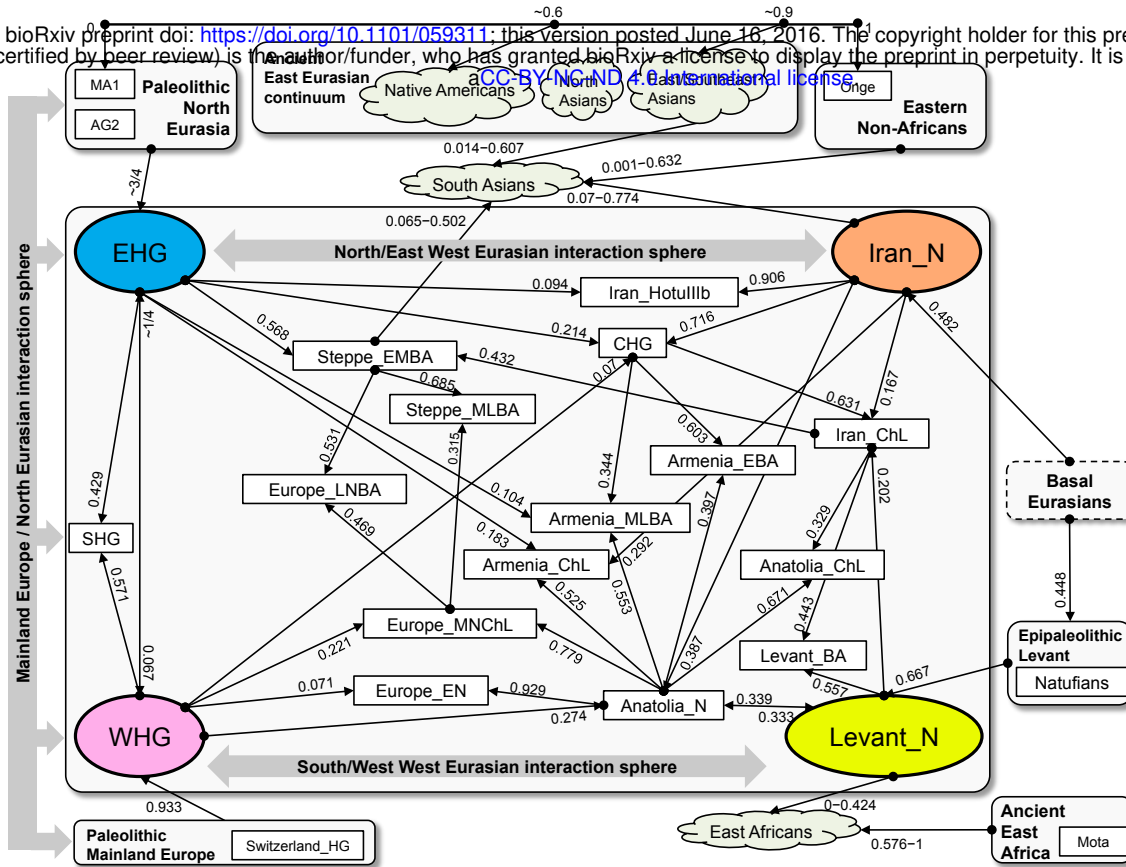 0
~0.6
~0.9
1
bioRxiv preprint doi: https://doi.org/10.1101/059311; this version posted June 16, 2016. The copyright holder for this pre
certified by peer review) is the author/funder, who has granted bioRxiv a license to display the preprint in perpetuity. It is
aCC-BY-NC-ND 4.0 International license
MA1
AG2
Paleolithic
North
Eurasia
Ancient
East Eurasian
continuum
Native Americans
North
Asians
East/Southeast
Asians
Onge
Eastern
Non-Africans
~3/4
0.014−0.607
0.001−0.632
South Asians
0.07−0.774
0.065−0.502
Mainland Europe / North Eurasian interaction sphere
EHG
North/East West Eurasian interaction sphere
Iran_N
~1/4
0.094
Iran_HotuIIIb
0.906
0.482
0.568
0.214
CHG
0.716
Steppe_EMBA
0.432
0.07
0.167
0.685
Steppe_MLBA
0.631
Iran_ChL
0.531
0.315
0.603
Armenia_EBA
0.429
Europe_LNBA
0.344
0.397
0.202
Basal
Eurasians
0.104
0.469
Armenia_MLBA
0.329
SHG
0.183
0.292
Armenia_ChL
Anatolia_ChL
0.571
0.525
0.553
0.671
0.443
0.448
Europe_MNChL
0.221
0.779
0.387
Levant_BA
Epipaleolithic
Levant
Natufians
0.067
0.071
Europe_EN
0.929
Anatolia_N
0.339
0.333
0.557
0.667
WHG
0.274
Levant_N
South/West West Eurasian interaction sphere
0.933
0−0.424
Paleolithic
Mainland Europe
Switzerland_HG
East Africans
0.576−1
Ancient
East
Africa
Mota